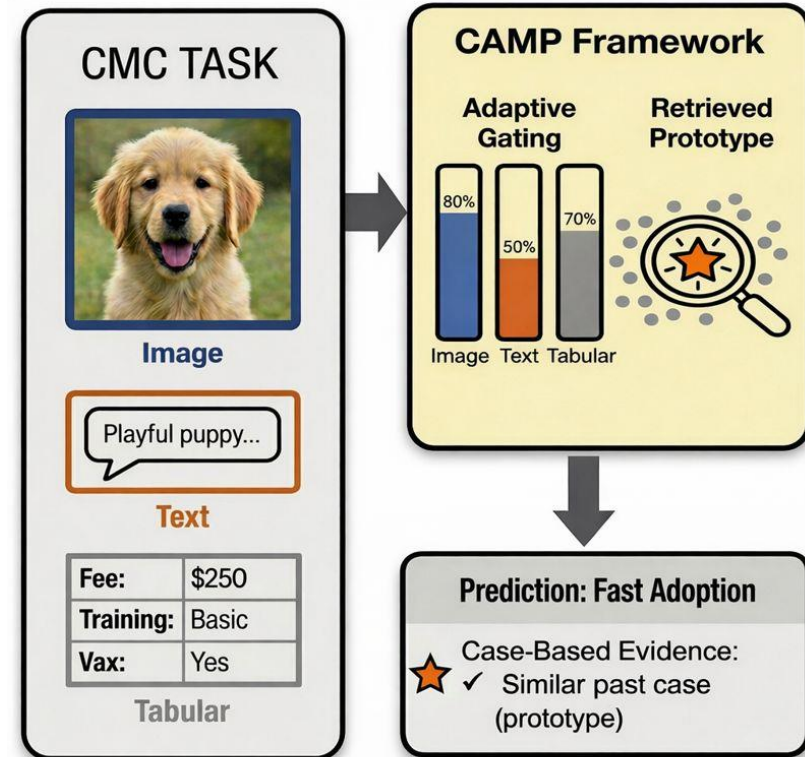 CMC TASK
Image
Playful puppy...
Text
Fee: $250
Training: Basic
Vax: Yes
Tabular
CAMP Framework
Adaptive
Gating
80%
50%
70%
Image Text Tabular
Retrieved
Prototype
Prediction: Fast Adoption
Case-Based Evidence:
✓ Similar past case
(prototype)